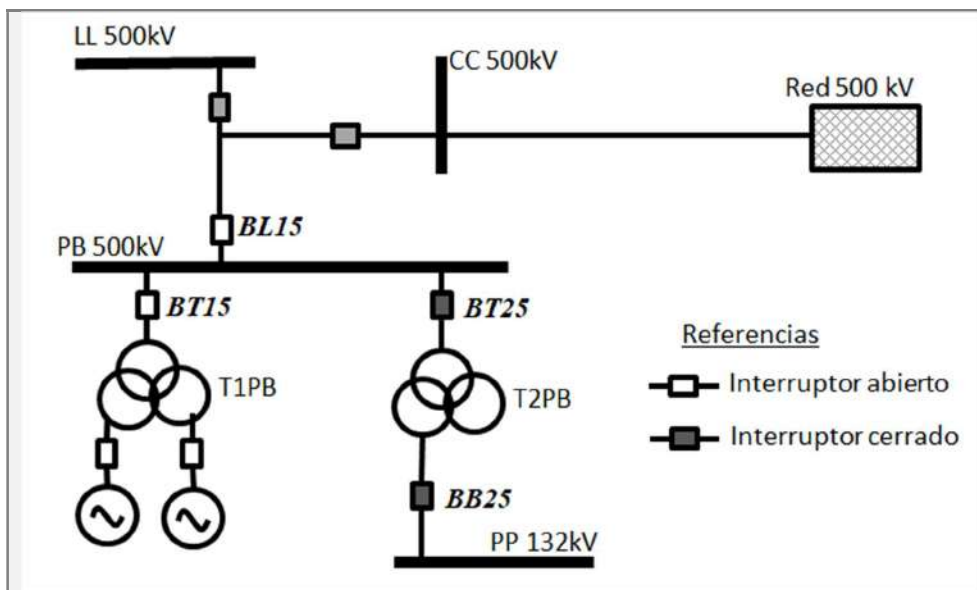 LL 500kV
CC 500kV
Red 500 kV
BL15
PB 500kV
BT15
BT25
Referencias
T1PB
T2PB
Interruptor abierto
Interruptor cerrado
BB25
PP 132kV